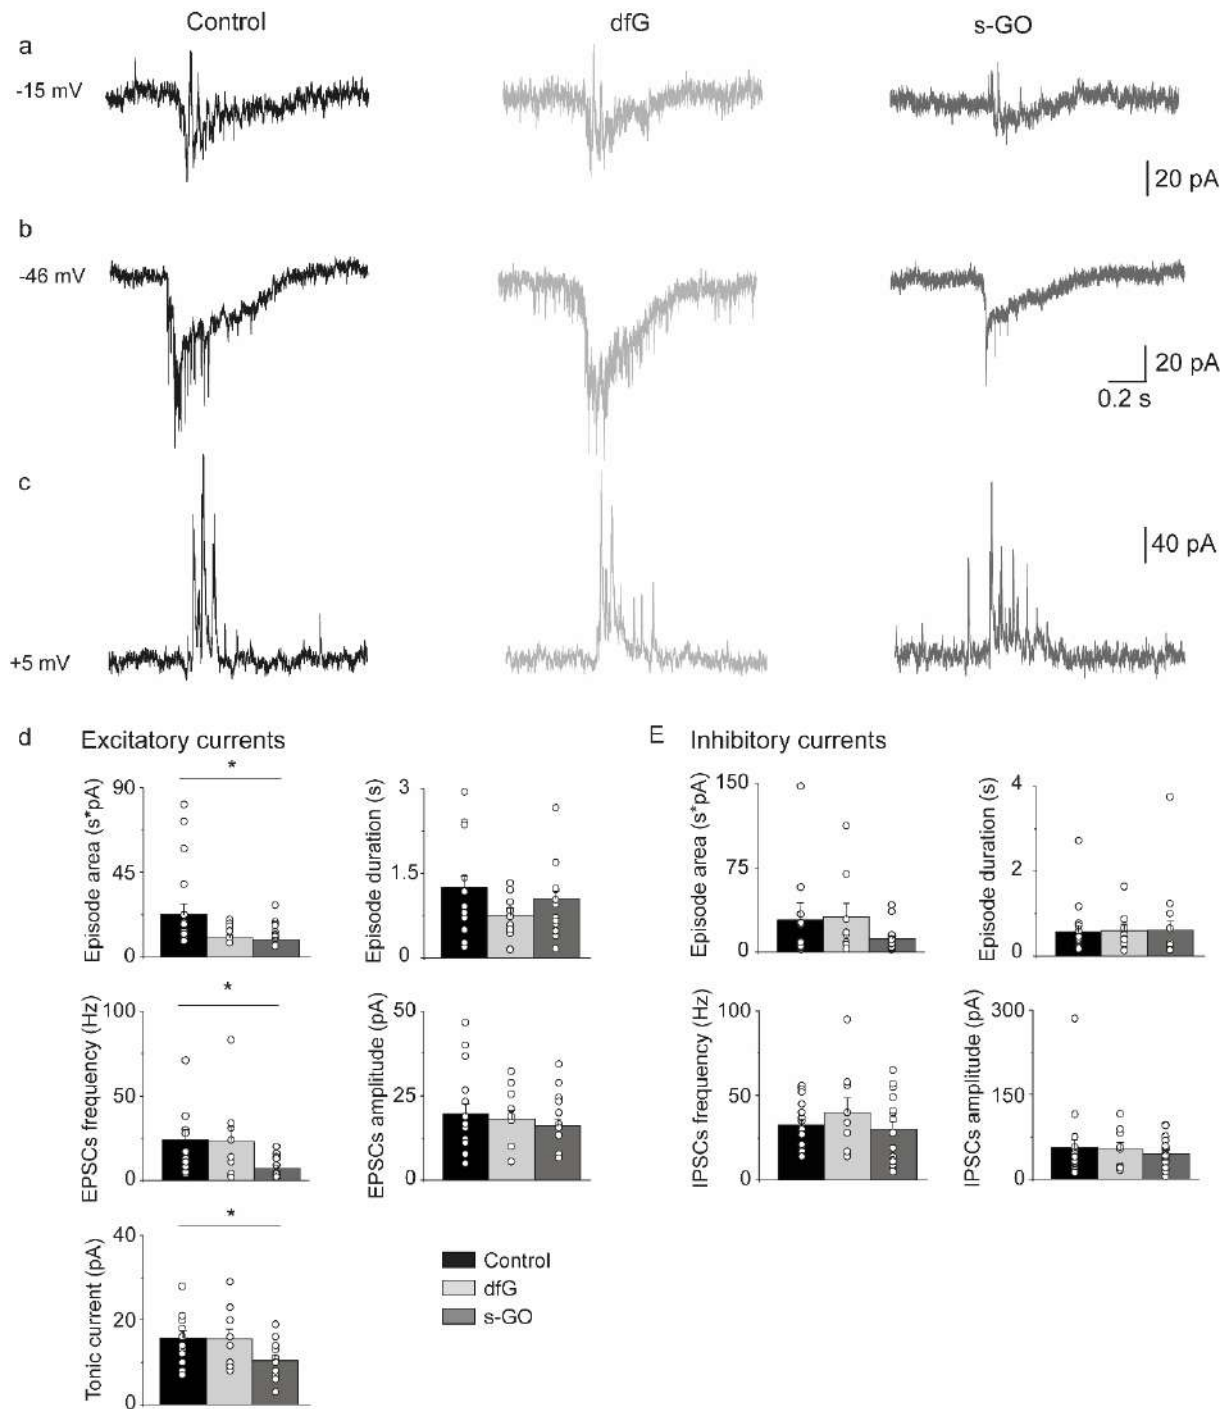 Control dfG s-GO
a
-15 mV
20 pA
b
-46 mV
20 pA
0.2 s
c
40 pA
+5 mV
d Excitatory currents
E Inhibitory currents
Episode area (s*pA)
90
45
0
*
Episode duration (s)
3
1.5
0
Episode area (s*pA)
150
75
0
Episode duration (s)
4
2
0
EPSCs frequency (Hz)
100
50
0
*
EPSCs amplitude (pA)
50
25
0
IPSCs frequency (Hz)
100
50
0
IPSCs amplitude (pA)
300
150
0
Tonic current (pA)
40
20
0
*
Control
dfG
s-GO